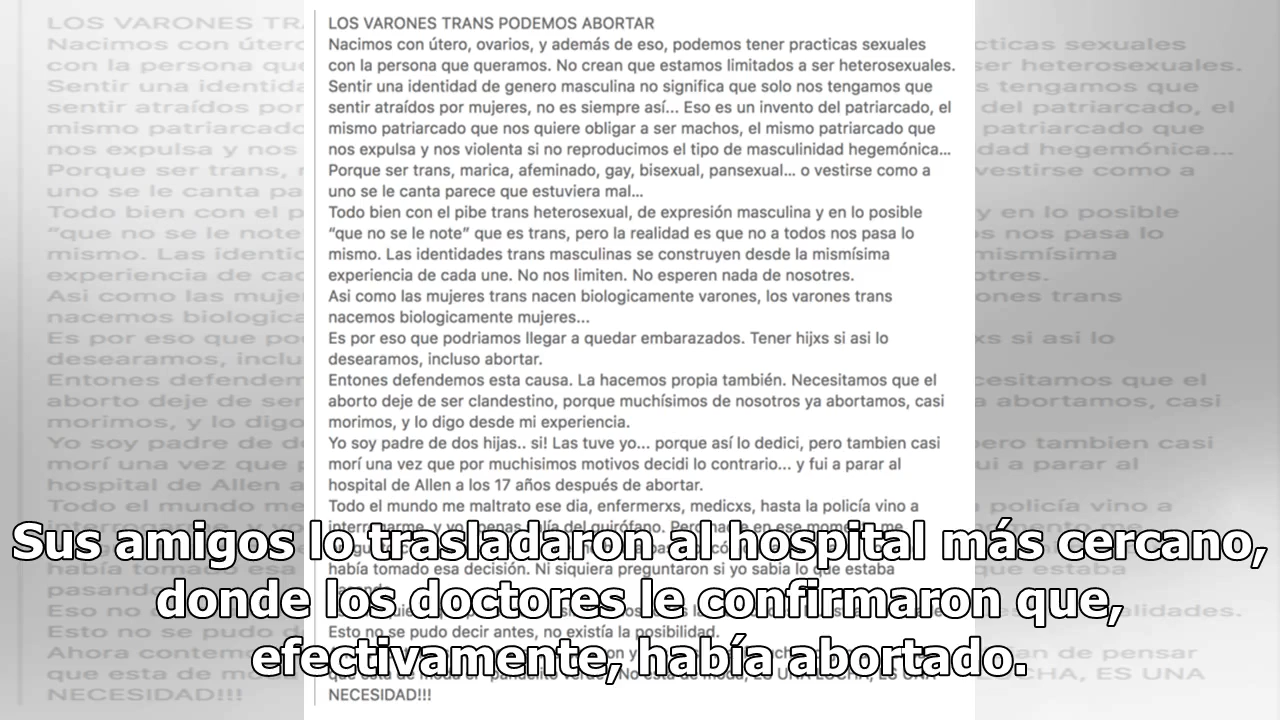 LOS VARONES TRANS PODEMOS ABORTAR
Nacimos con útero, ovarios, y además de eso, podemos tener practicas sexuales
con la persona que queramos. No crean que estamos limitados a ser heterosexuales.
Sentir una identidad de genero masculina no significa que solo nos tengamos que
sentir atraídos por mujeres, no es siempre así... Eso es un invento del patriarcado, el
mismo patriarcado que nos quiere obligar a ser machos, el mismo patriarcado que
nos expulsa y nos violenta si no reproducimos el tipo de masculinidad hegemónica...
Porque ser trans, marica, afeminado, gay, bisexual, pansexual... o vestirse como a
uno se le canta parece que estuviera mal...
Todo bien con el pibe trans heterosexual, de expresión masculina y en lo posible
“que no se le note” que es trans, pero la realidad es que no a todos nos pasa lo
mismo. Las identidades trans masculinas se construyen desde la mismísima
experiencia de cada une. No nos limiten. No esperen nada de nosotres.
Asi como las mujeres trans nacen biologicamente varones, los varones trans
nacemos biologicamente mujeres...
Es por eso que podriamos llegar a quedar embarazados. Tener hijxs si asi lo
desearamos, incluso abortar.
Entones defendemos esta causa. La hacemos propia también. Necesitamos que el
aborto deje de ser clandestino, porque muchísimos de nosotros ya abortamos, casi
morimos, y lo digo desde mi experiencia.
Yo soy padre de dos hijas.. si! Las tuve yo... porque así lo dedici, pero tambien casi
morí una vez que por muchisimos motivos decidi lo contrario... y fui a parar al
hospital de Allen a los 17 años después de abortar.
Todo el mundo me maltrato ese dia, enfermerxs, medicxs, hasta la policía vino a
Sus amigos lo trasladaron al hospital más cercano,
había tomado esa decisión. Ni siquiera preguntaron si yo sabia lo que estaba
donde los doctores le confirmaron que,
Esto no se pudo decir antes, no existía la posibilidad.
efectivamente, había abortado.
NECESIDAD!!!